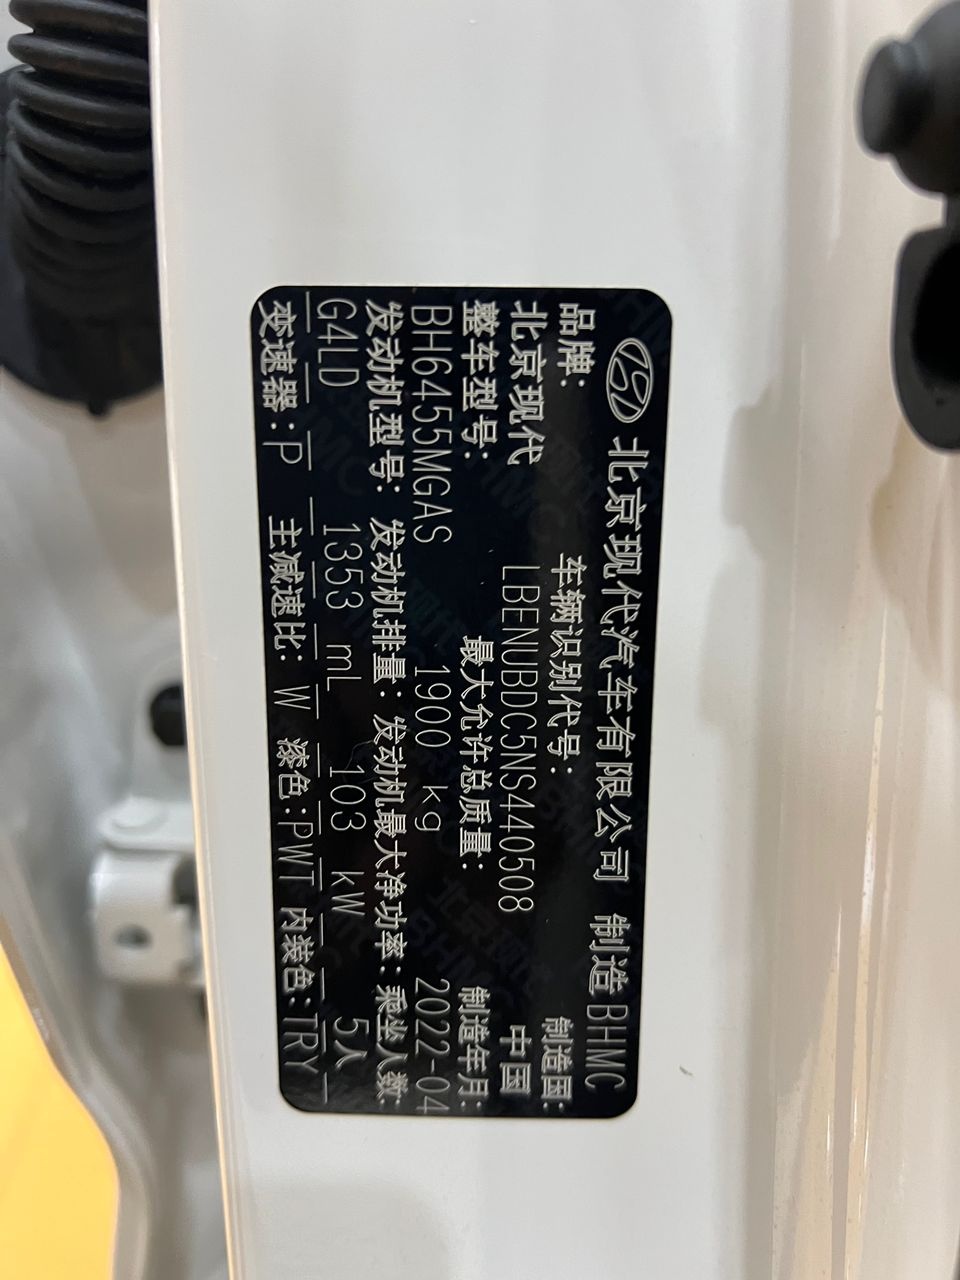 北京现代汽车有限公司 制造 BHMC
品牌: 车辆识别代号: 制造国:
北京现代 LBENUBDC5NS440508 中国
整车型号: 最大允许总质量: 制造年月:
BH6455MGAS 1900 kg 2022-04
发动机型号: 发动机排量: 发动机最大净功率: 乘坐人数:
G4LD 1353 mL 103 kW 5人
变速器: P 主减速比: W 漆色: PWT 内装色: TRY